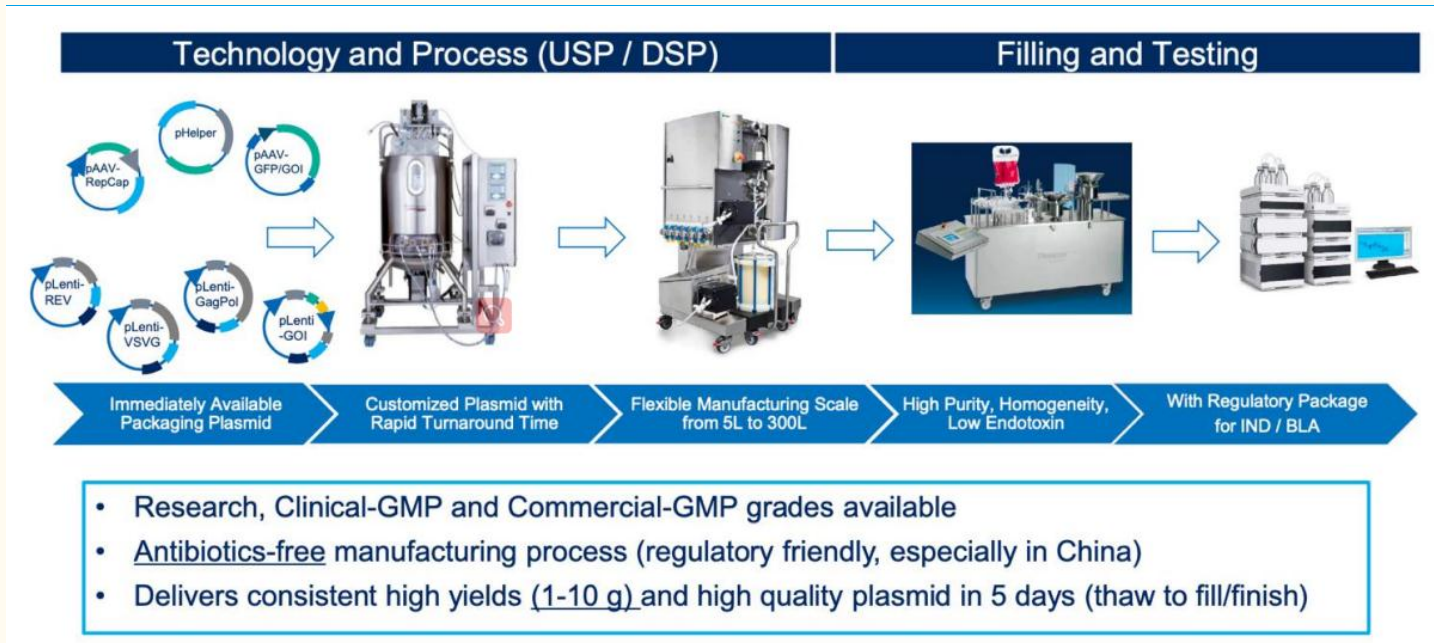 Technology and Process (USP / DSP)
Filling and Testing
pHelper
pAAV-
RepCap
pAAV-
GFP/GOI
pLenti-
REV
pLenti-
GagPol
pLenti-
VSVG
pLenti
-GOI
Immediately Available
Packaging Plasmid
Customized Plasmid with
Rapid Turnaround Time
Flexible Manufacturing Scale
from 5L to 300L
High Purity, Homogeneity,
Low Endotoxin
With Regulatory Package
for IND / BLA
• Research, Clinical-GMP and Commercial-GMP grades available
• Antibiotics-free manufacturing process (regulatory friendly, especially in China)
• Delivers consistent high yields (1-10 g) and high quality plasmid in 5 days (thaw to fill/finish)